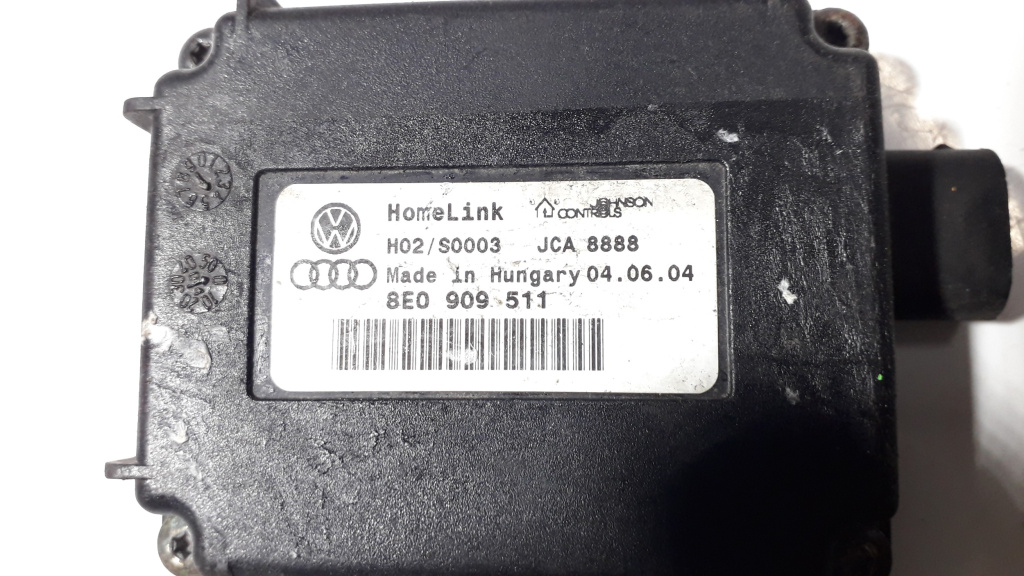 HomeLink JOHNSON CONTROLS
H02/S0003 JCA 8888
Made in Hungary 04.06.04
8E0 909 511